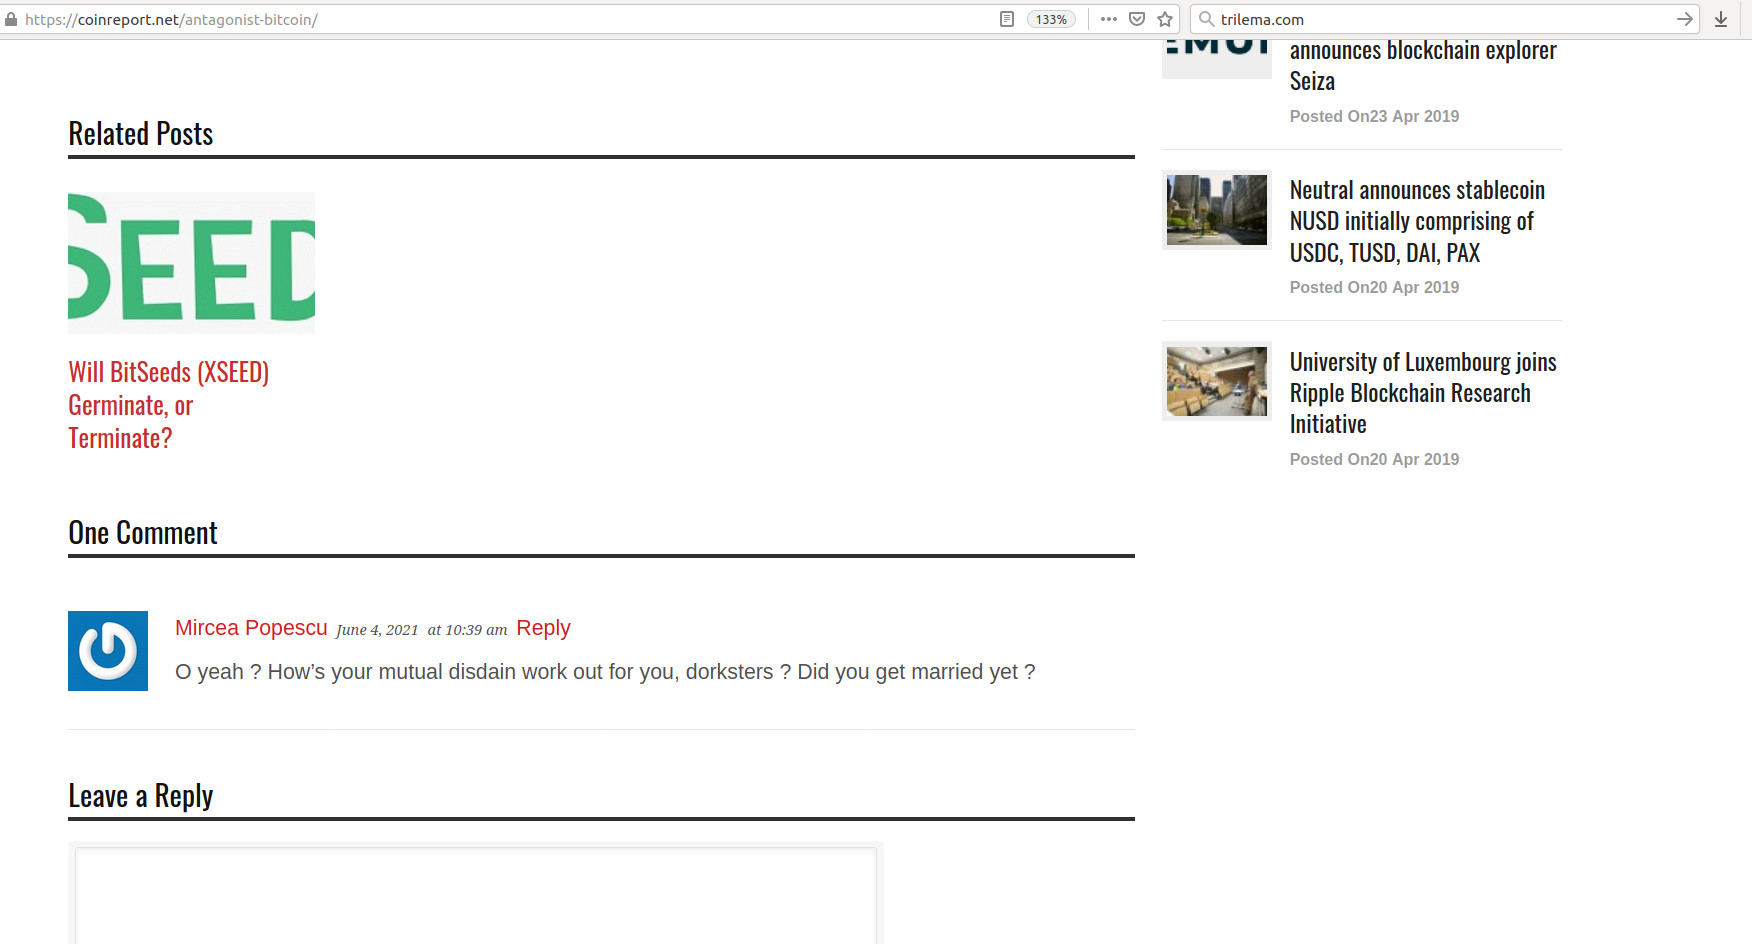 https://coinreport.net/antagonist-bitcoin/
133%
trilema.com
announces blockchain explorer
Seiza
Posted On23 Apr 2019
Related Posts
SEED
Will BitSeeds (XSEED)
Germinate, or
Terminate?
Neutral announces stablecoin
NUSD initially comprising of
USDC, TUSD, DAI, PAX
Posted On20 Apr 2019
University of Luxembourg joins
Ripple Blockchain Research
Initiative
Posted On20 Apr 2019
One Comment
Mircea Popescu June 4, 2021 at 10:39 am Reply
O yeah ? How’s your mutual disdain work out for you, dorksters ? Did you get married yet ?
Leave a Reply